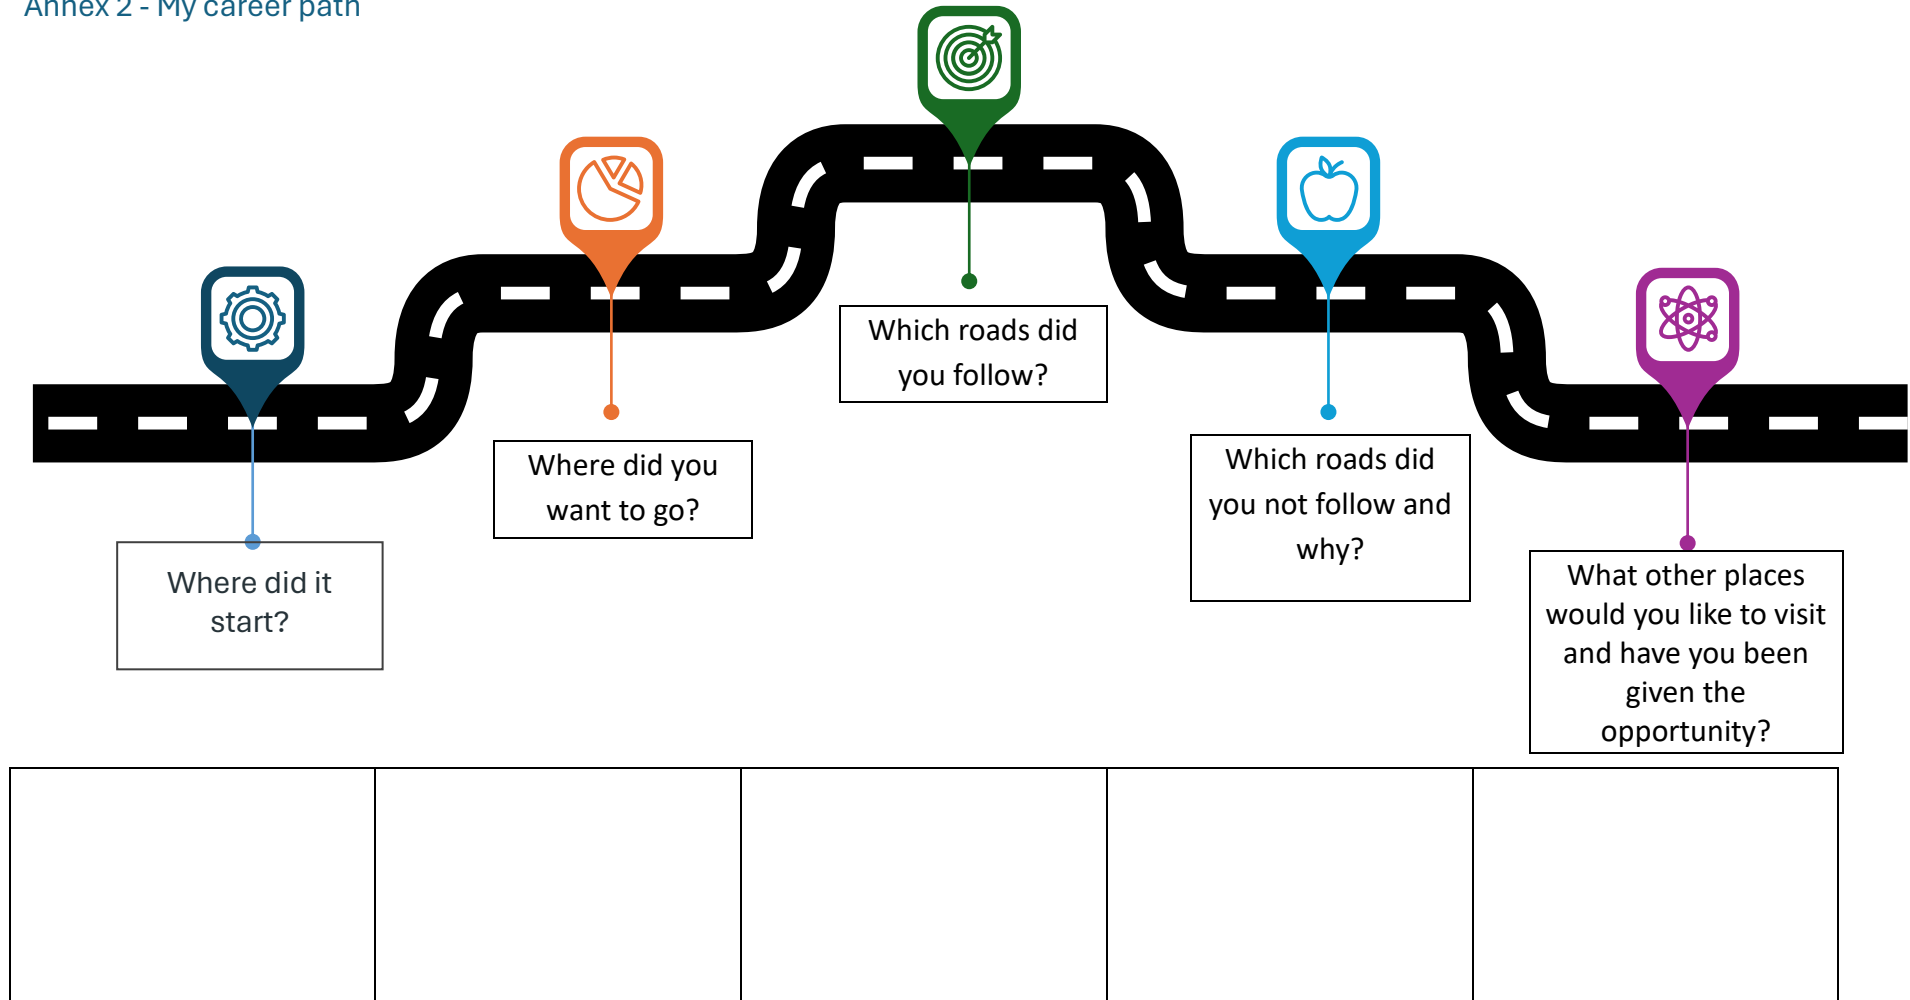 Annex 2 - My career path
Where did it
start?
Where did you
want to go?
Which roads did
you follow?
Which roads did
you not follow and
why?
What other places
would you like to visit
and have you been
given the
opportunity?